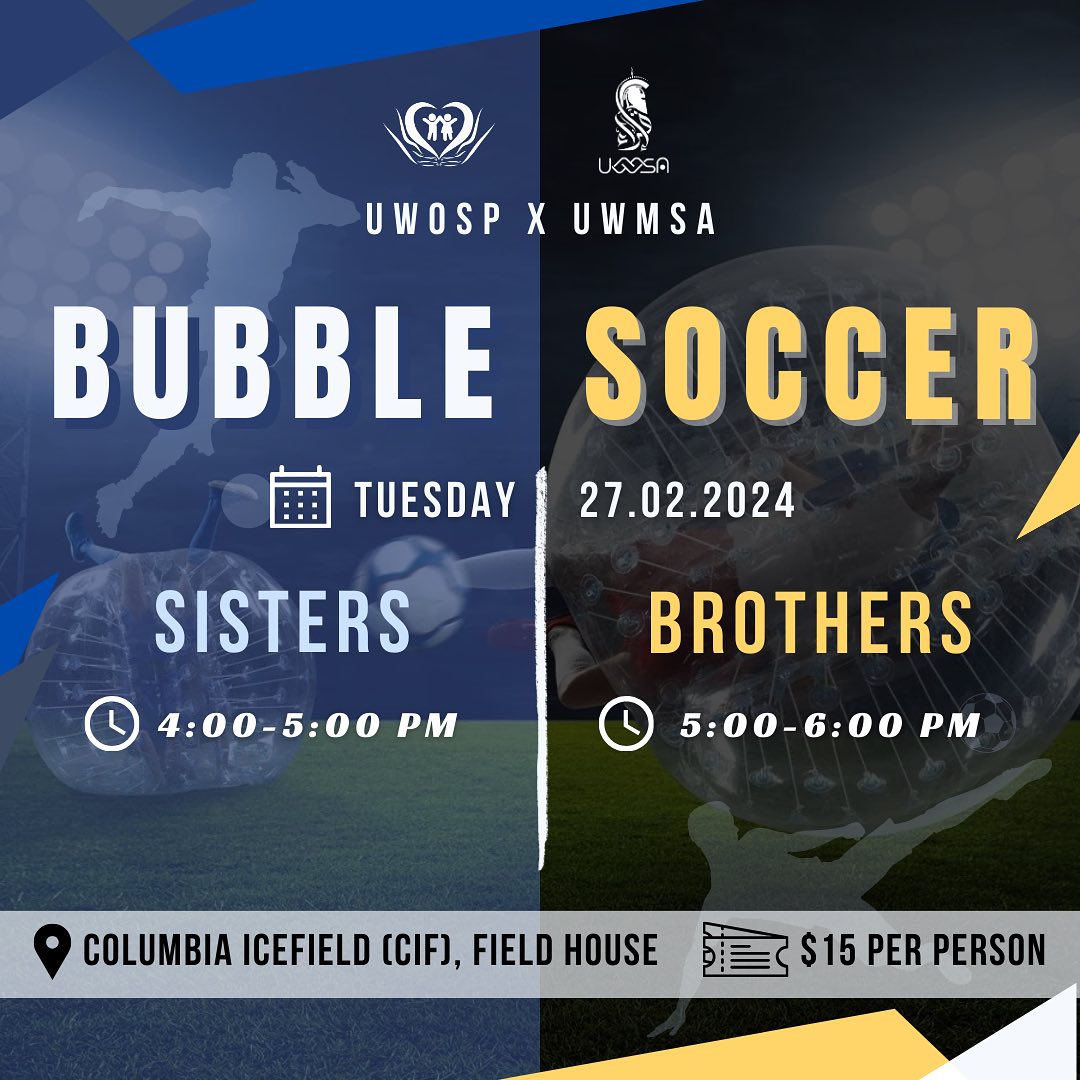 UWMSA
UWOSP X UWMSA
BUBBLE SOCCER
TUESDAY 27.02.2024
SISTERS
4:00-5:00 PM
BROTHERS
5:00-6:00 PM
COLUMBIA ICEFIELD (CIF), FIELD HOUSE
$15 PER PERSON